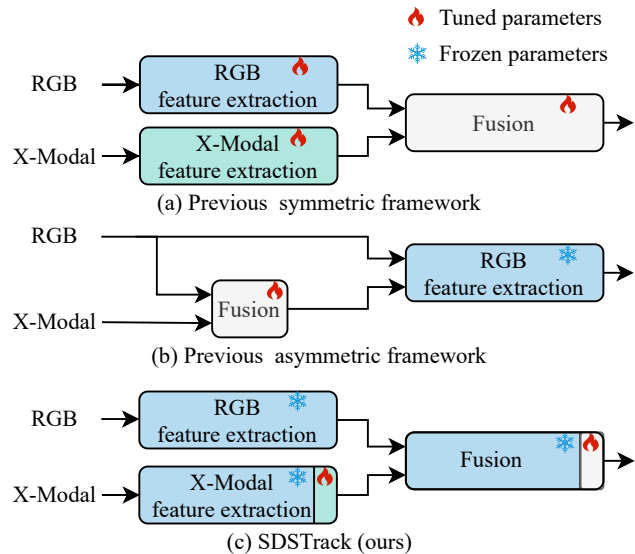 Tuned parameters
Frozen parameters
RGB
RGB
feature extraction
X-Modal
X-Modal
feature extraction
Fusion
(a) Previous symmetric framework
RGB
X-Modal
Fusion
RGB
feature extraction
(b) Previous asymmetric framework
RGB
RGB
feature extraction
X-Modal
X-Modal
feature extraction
Fusion
(c) SDSTrack (ours)